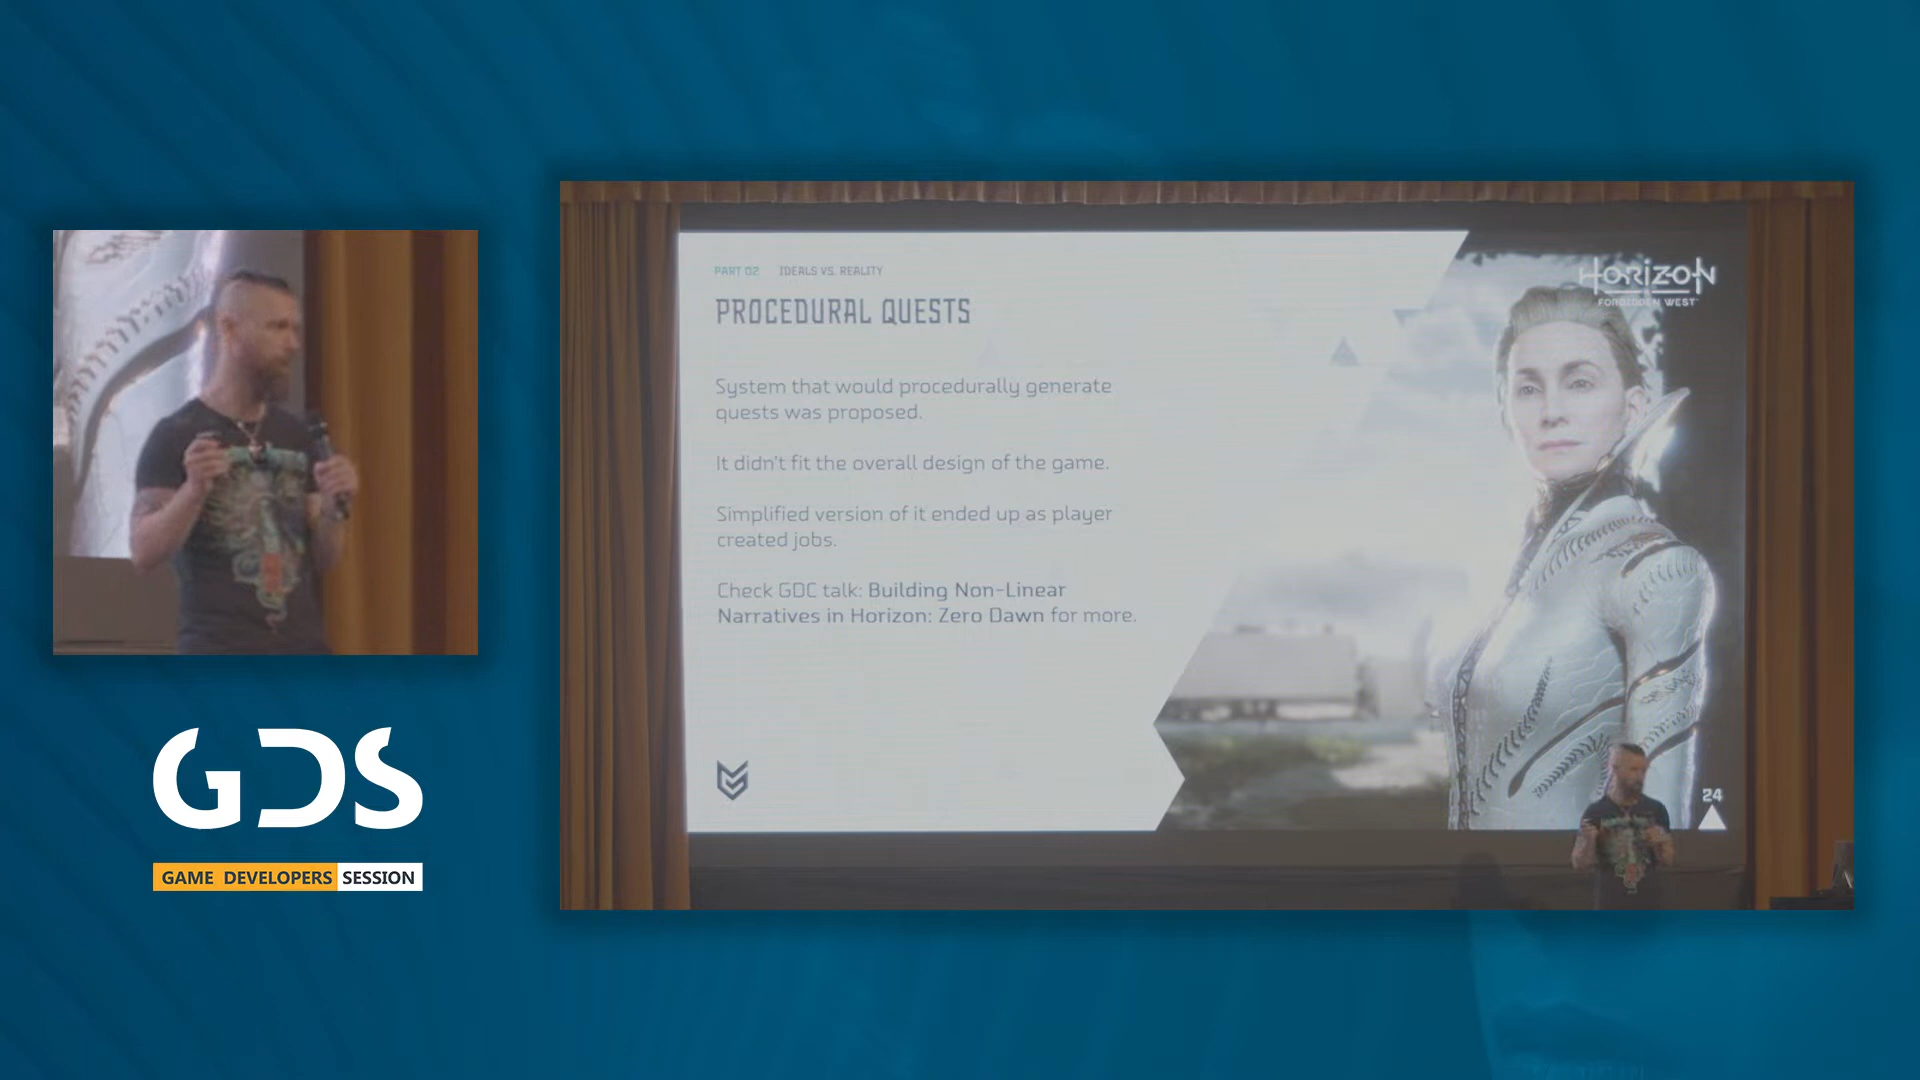 PART 02 IDEALS VS. REALITY
PROCEDURAL QUESTS
System that would procedurally generate
quests was proposed.
It didn't fit the overall design of the game.
Simplified version of it ended up as player
created jobs.
Check GDC talk: Building Non-Linear
Narratives in Horizon: Zero Dawn for more.
HORIZON
FORBIDDEN WEST™
24
GDS
GAME DEVELOPERS SESSION